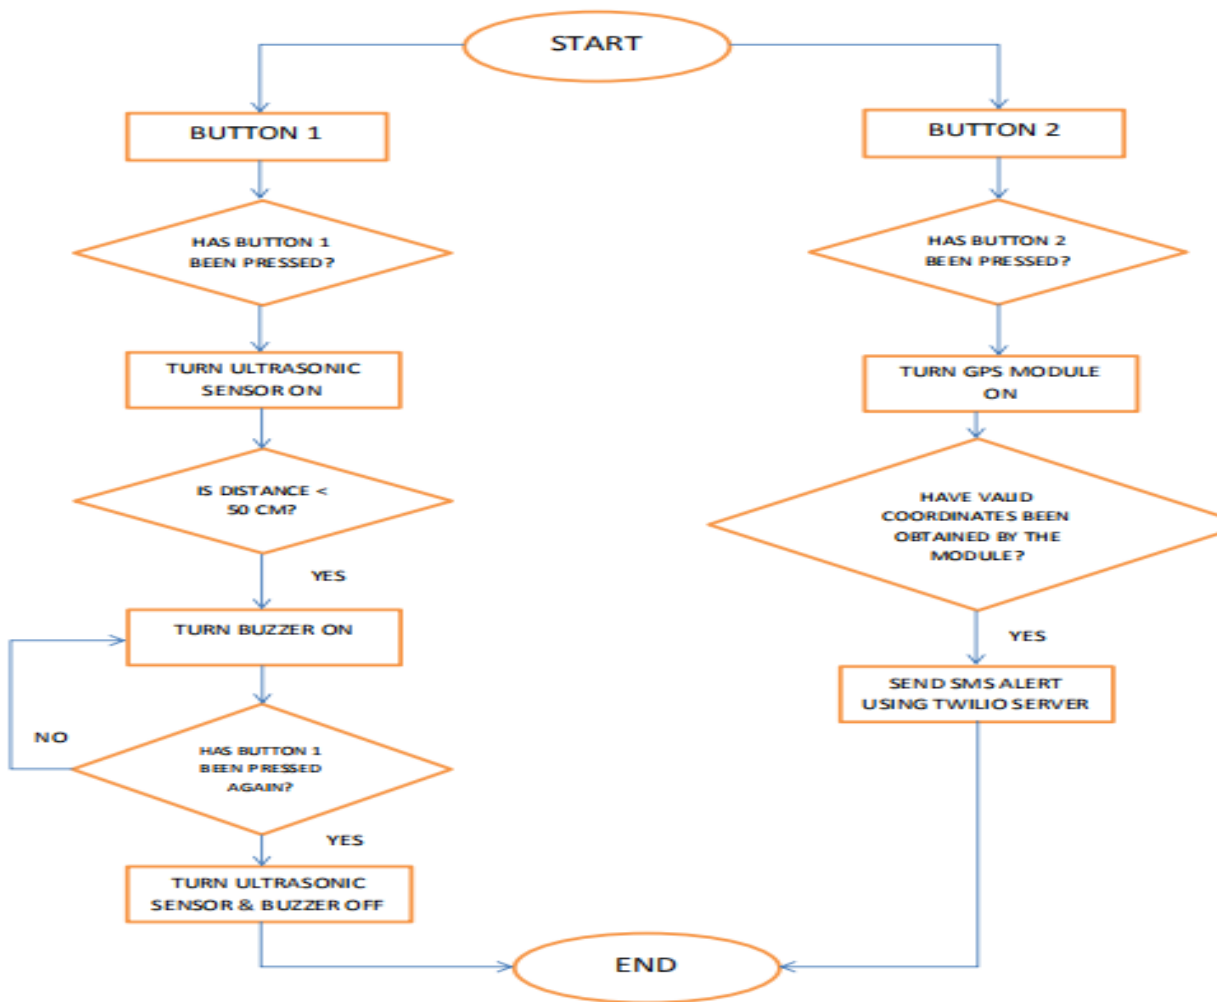 START
BUTTON 1
HAS BUTTON 1
BEEN PRESSED?
TURN ULTRASONIC
SENSOR ON
IS DISTANCE <
50 CM?
YES
TURN BUZZER ON
NO
HAS BUTTON 1
BEEN PRESSED
AGAIN?
YES
TURN ULTRASONIC
SENSOR & BUZZER OFF
BUTTON 2
HAS BUTTON 2
BEEN PRESSED?
TURN GPS MODULE
ON
HAVE VALID
COORDINATES BEEN
OBTAINED BY THE
MODULE?
YES
SEND SMS ALERT
USING TWILIO SERVER
END